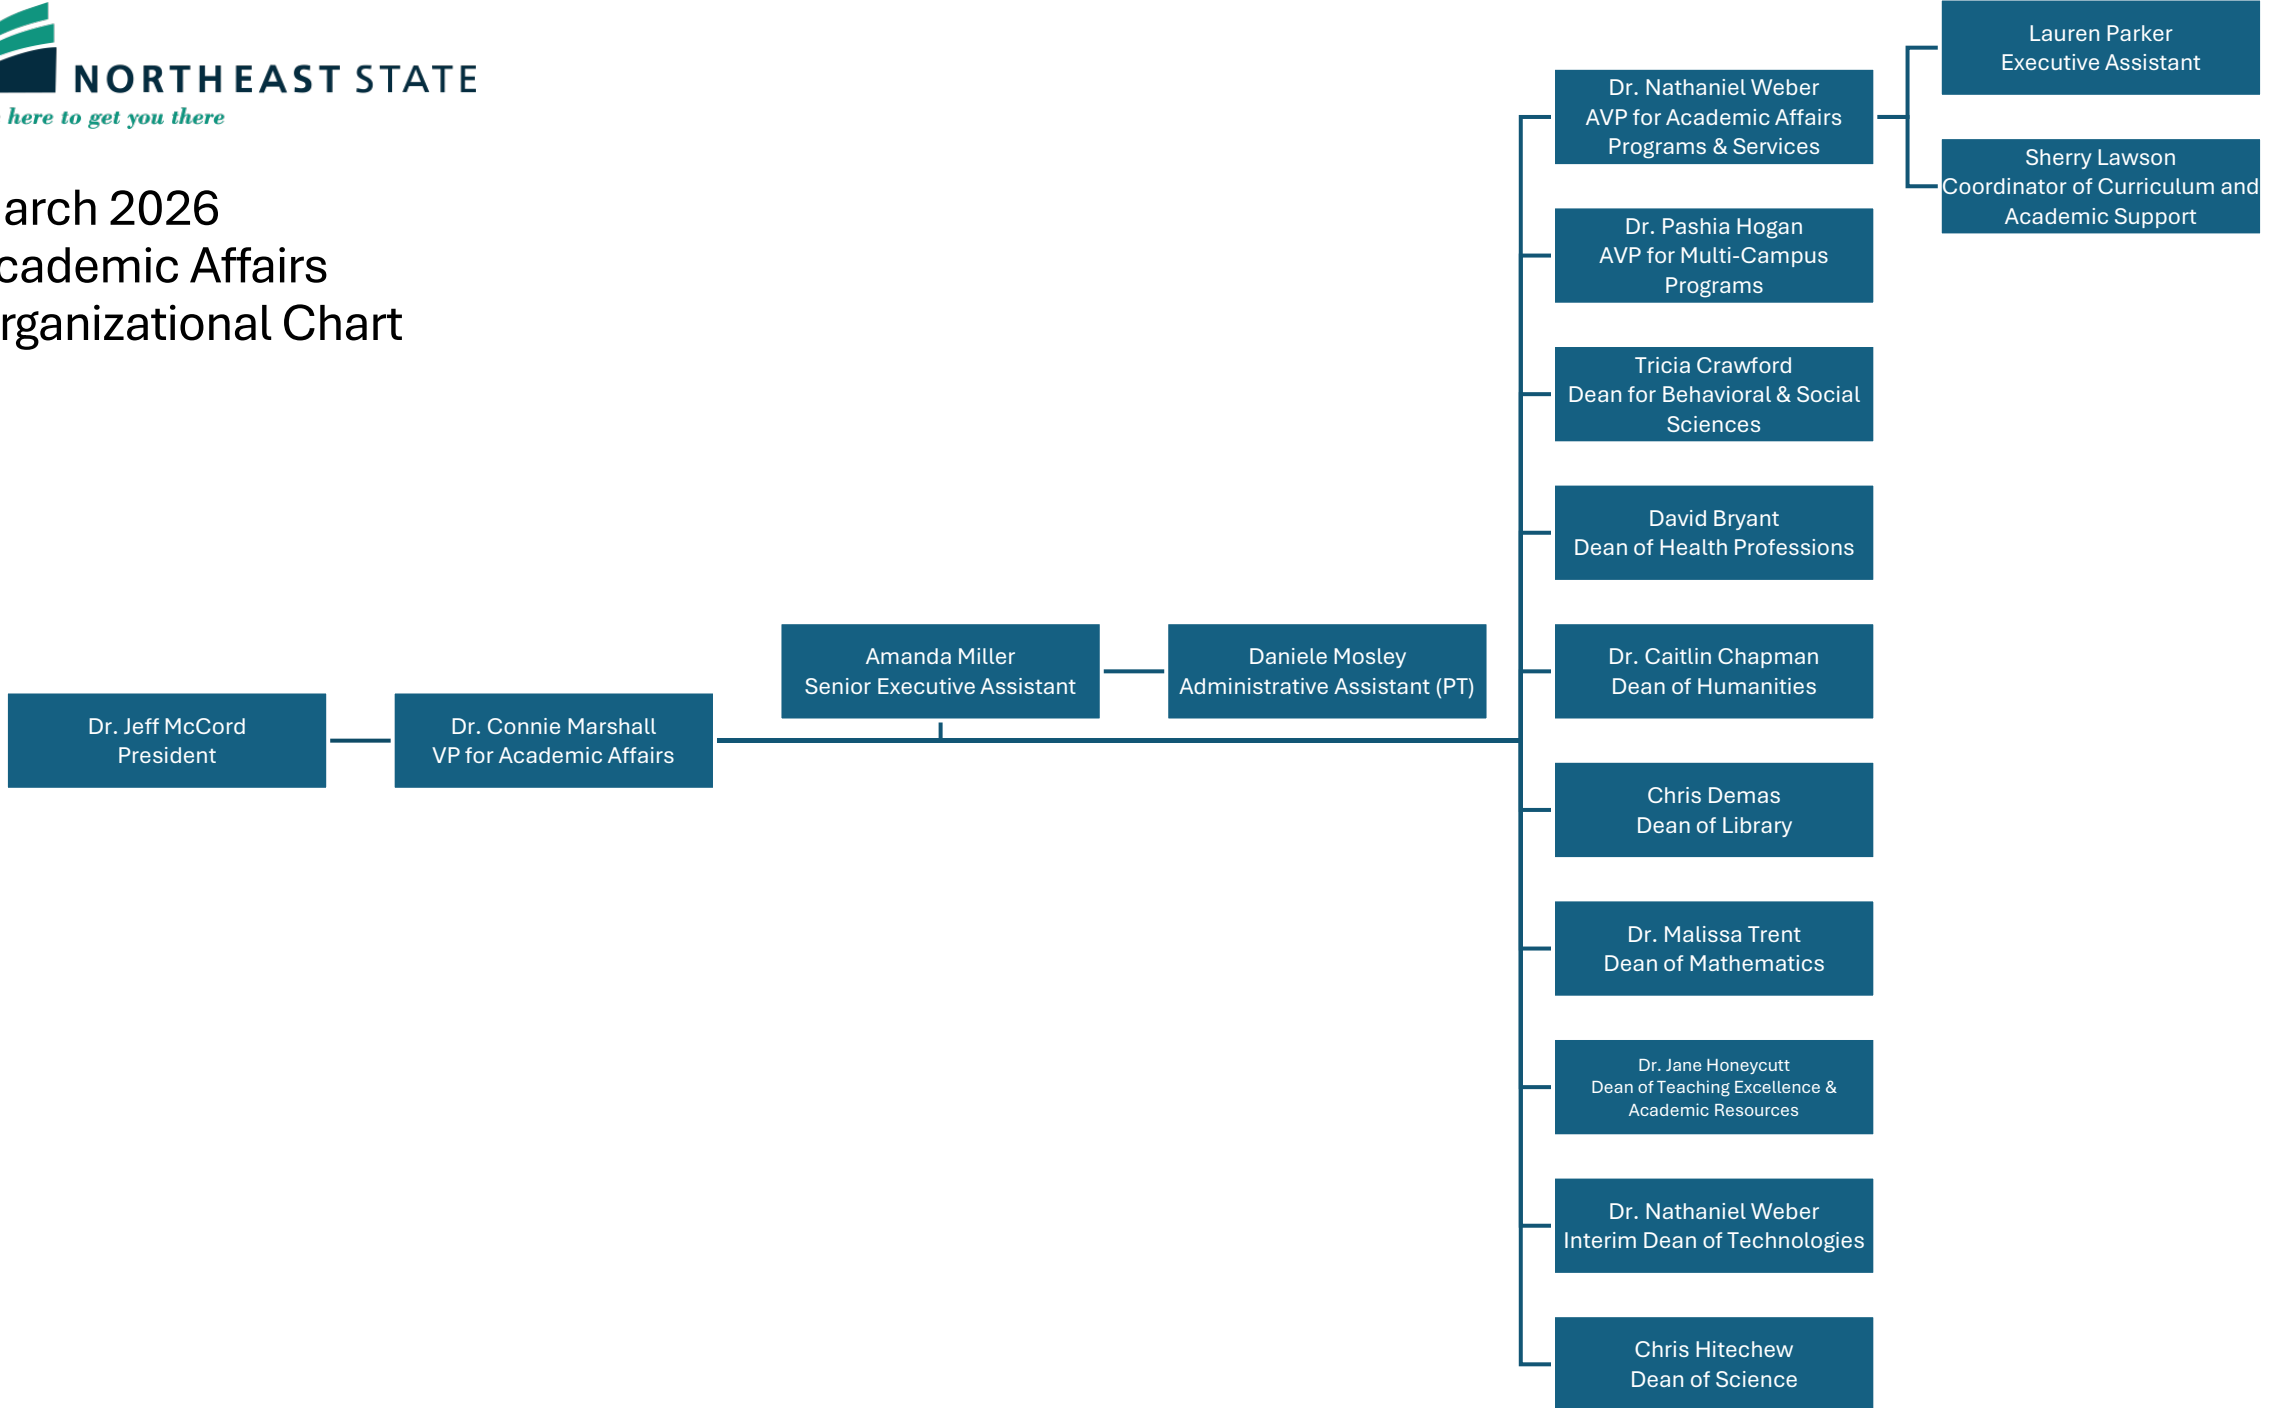 NORTHEAST STATE
here to get you there
arch 2026
cademic Affairs
rganizational Chart
Dr. Jeff McCord
President
Dr. Connie Marshall
VP for Academic Affairs
Amanda Miller
Senior Executive Assistant
Daniele Mosley
Administrative Assistant (PT)
Dr. Nathaniel Weber
AVP for Academic Affairs
Programs & Services
Lauren Parker
Executive Assistant
Sherry Lawson
Coordinator of Curriculum and
Academic Support
Dr. Pashia Hogan
AVP for Multi-Campus
Programs
Tricia Crawford
Dean for Behavioral & Social
Sciences
David Bryant
Dean of Health Professions
Dr. Caitlin Chapman
Dean of Humanities
Chris Demas
Dean of Library
Dr. Malissa Trent
Dean of Mathematics
Dr. Jane Honeycutt
Dean of Teaching Excellence &
Academic Resources
Dr. Nathaniel Weber
Interim Dean of Technologies
Chris Hitechew
Dean of Science